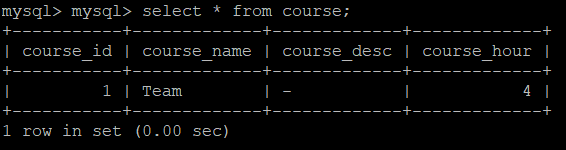 mysql> mysql> select * from course;
+-----------+-------------+-------------+-------------+
| course_id | course_name | course_desc | course_hour |
+-----------+-------------+-------------+-------------+
|         1 | Team        | -           |           4 |
+-----------+-------------+-------------+-------------+
1 row in set (0.00 sec)